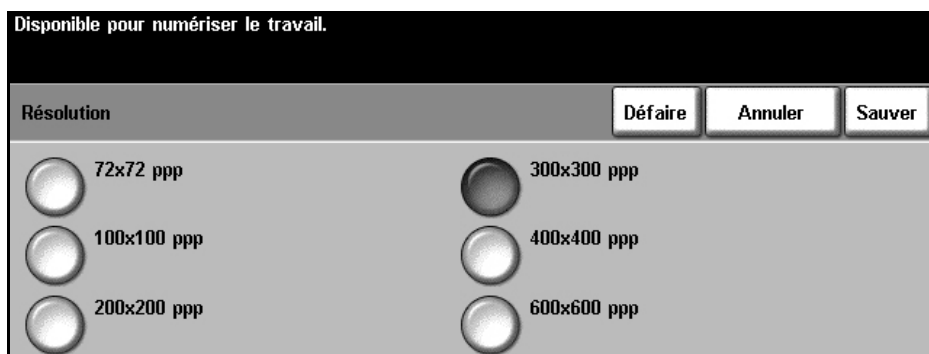 Disponible pour numériser le travail.
Résolution Défaire Annuler Sauver
72x72 ppp 300x300 ppp
100x100 ppp 400x400 ppp
200x200 ppp 600x600 ppp